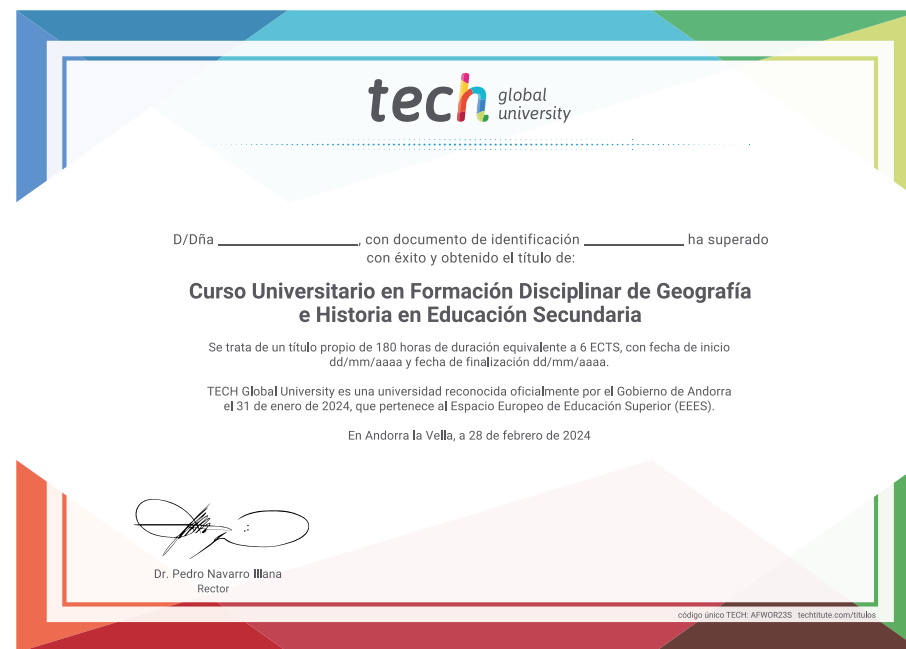 tech global university
D/Dña ____________________, con documento de identificación ______________ ha superado
con éxito y obtenido el título de:
Curso Universitario en Formación Disciplinar de Geografía
e Historia en Educación Secundaria
Se trata de un título propio de 180 horas de duración equivalente a 6 ECTS, con fecha de inicio
dd/mm/aaaa y fecha de finalización dd/mm/aaaa.
TECH Global University es una universidad reconocida oficialmente por el Gobierno de Andorra
el 31 de enero de 2024, que pertenece al Espacio Europeo de Educación Superior (EEES).
En Andorra la Vella, a 28 de febrero de 2024
Dr. Pedro Navarro Illana
Rector
código único TECH: AFWOR23S techtitute.com/titulos